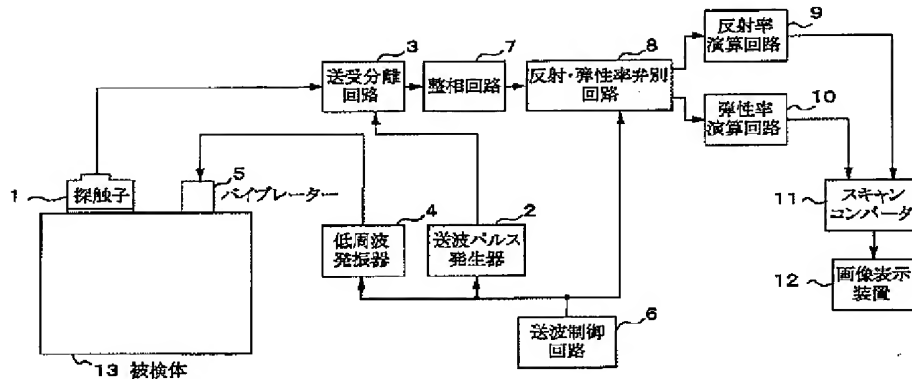 9
反射率
演算回路
3
送受分離
回路
7
整相回路
8
反射・弾性率弁別
回路
10
弾性率
演算回路
1
探触子
5
バイブレーター
4
低周波
発振器
2
送波パルス
発生器
11
スキャン
コンバータ
12
画像表示
装置
送波制御
回路
6
13 被検体